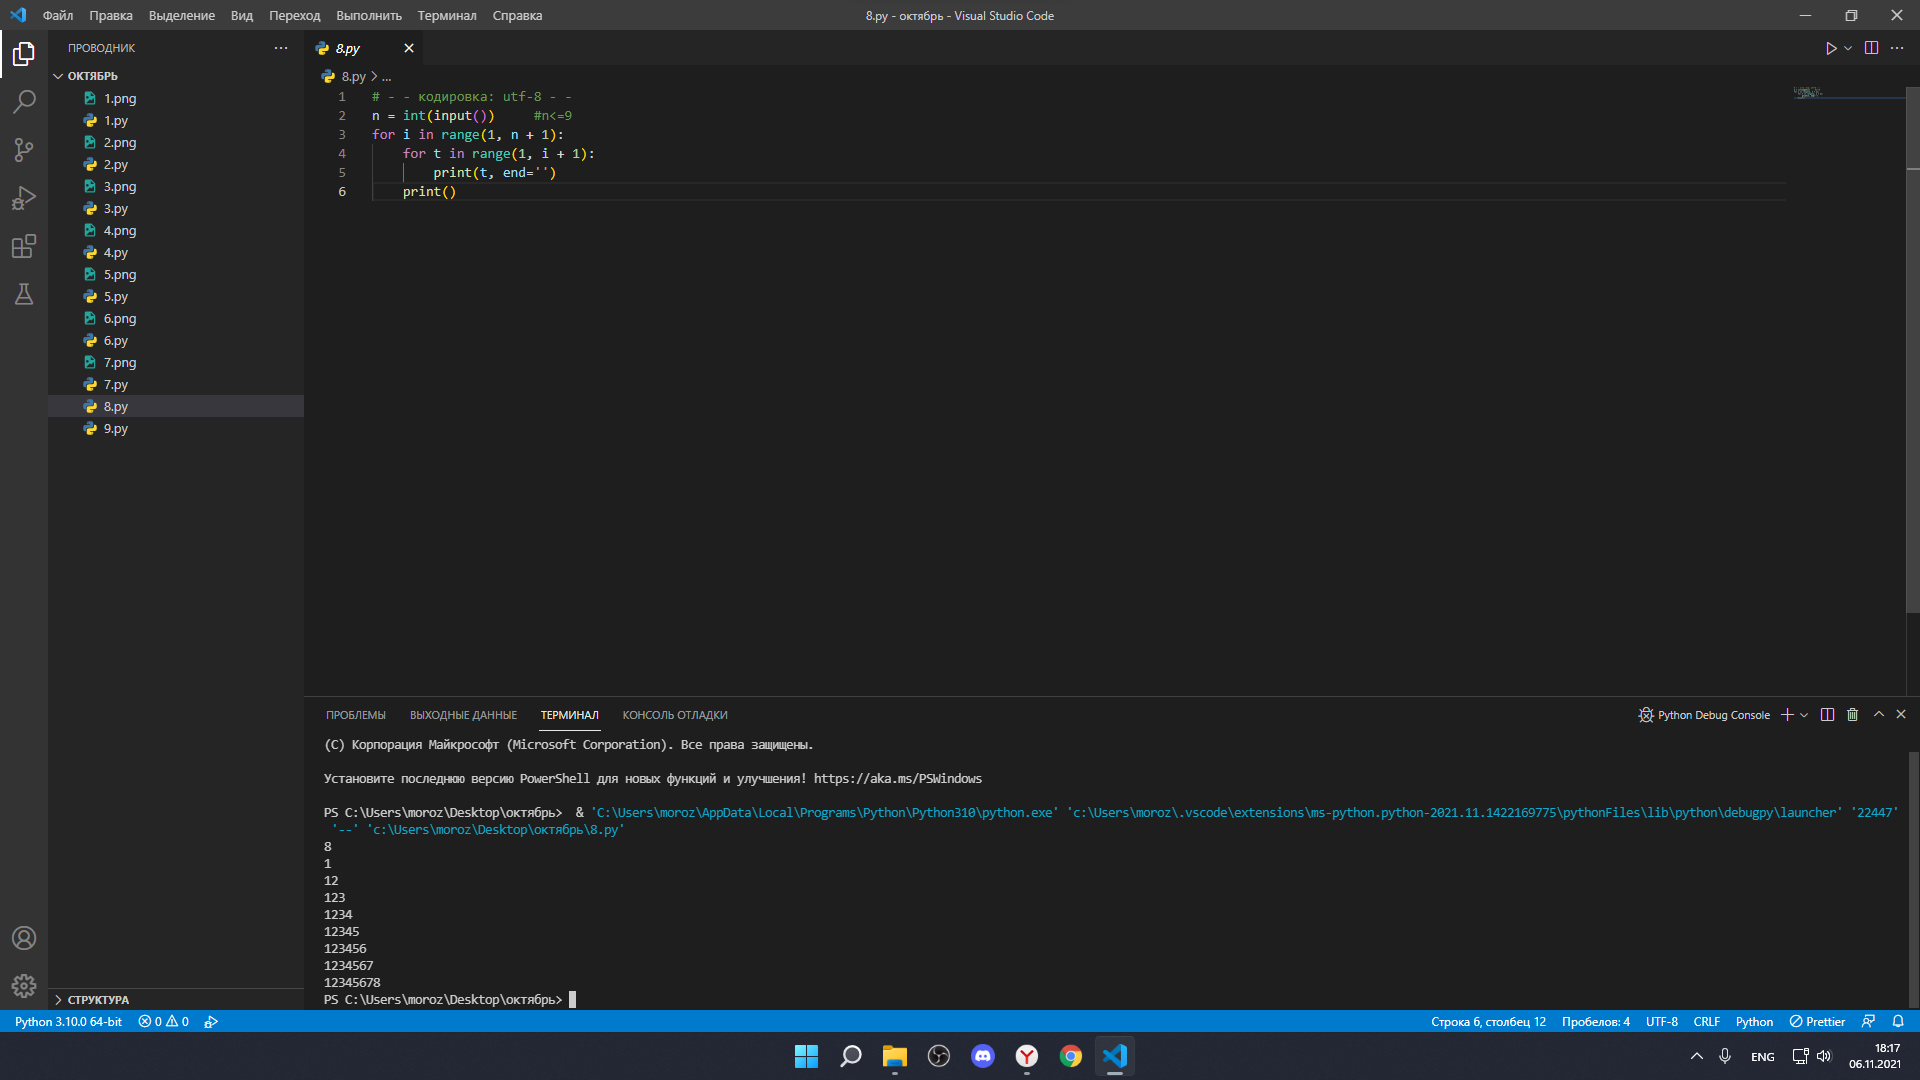 Файл Правка Выделение Вид Переход Выполнить Терминал Справка
8.py - октябрь - Visual Studio Code
ПРОВОДНИК
ОКТЯБРЬ
1.png
1.py
2.png
2.py
3.png
3.py
4.png
4.py
5.png
5.py
6.png
6.py
7.png
7.py
8.py
9.py
СТРУКТУРА
8.py
8.py > ...
1 # - - кодировка: utf-8 - -
2 n = int(input())     #n<=9
3 for i in range(1, n + 1):
4     for t in range(1, i + 1):
5         print(t, end='')
6     print()
ПРОБЛЕМЫ ВЫХОДНЫЕ ДАННЫЕ ТЕРМИНАЛ КОНСОЛЬ ОТЛАДКИ
Python Debug Console
(C) Корпорация Майкрософт (Microsoft Corporation). Все права защищены.
Установите последнюю версию PowerShell для новых функций и улучшения! https://aka.ms/PSWindows
PS C:\Users\moroz\Desktop\октябрь>  & 'C:\Users\moroz\AppData\Local\Programs\Python\Python310\python.exe' 'c:\Users\moroz\.vscode\extensions\ms-python.python-2021.11.1422169775\pythonFiles\lib\python\debugpy\launcher' '22447'
'--' 'c:\Users\moroz\Desktop\октябрь\8.py'
8
1
12
123
1234
12345
123456
1234567
12345678
PS C:\Users\moroz\Desktop\октябрь>
Python 3.10.0 64-bit 0 0
Строка 6, столбец 12 Пробелов: 4 UTF-8 CRLF Python Prettier
ENG
18:17
06.11.2021